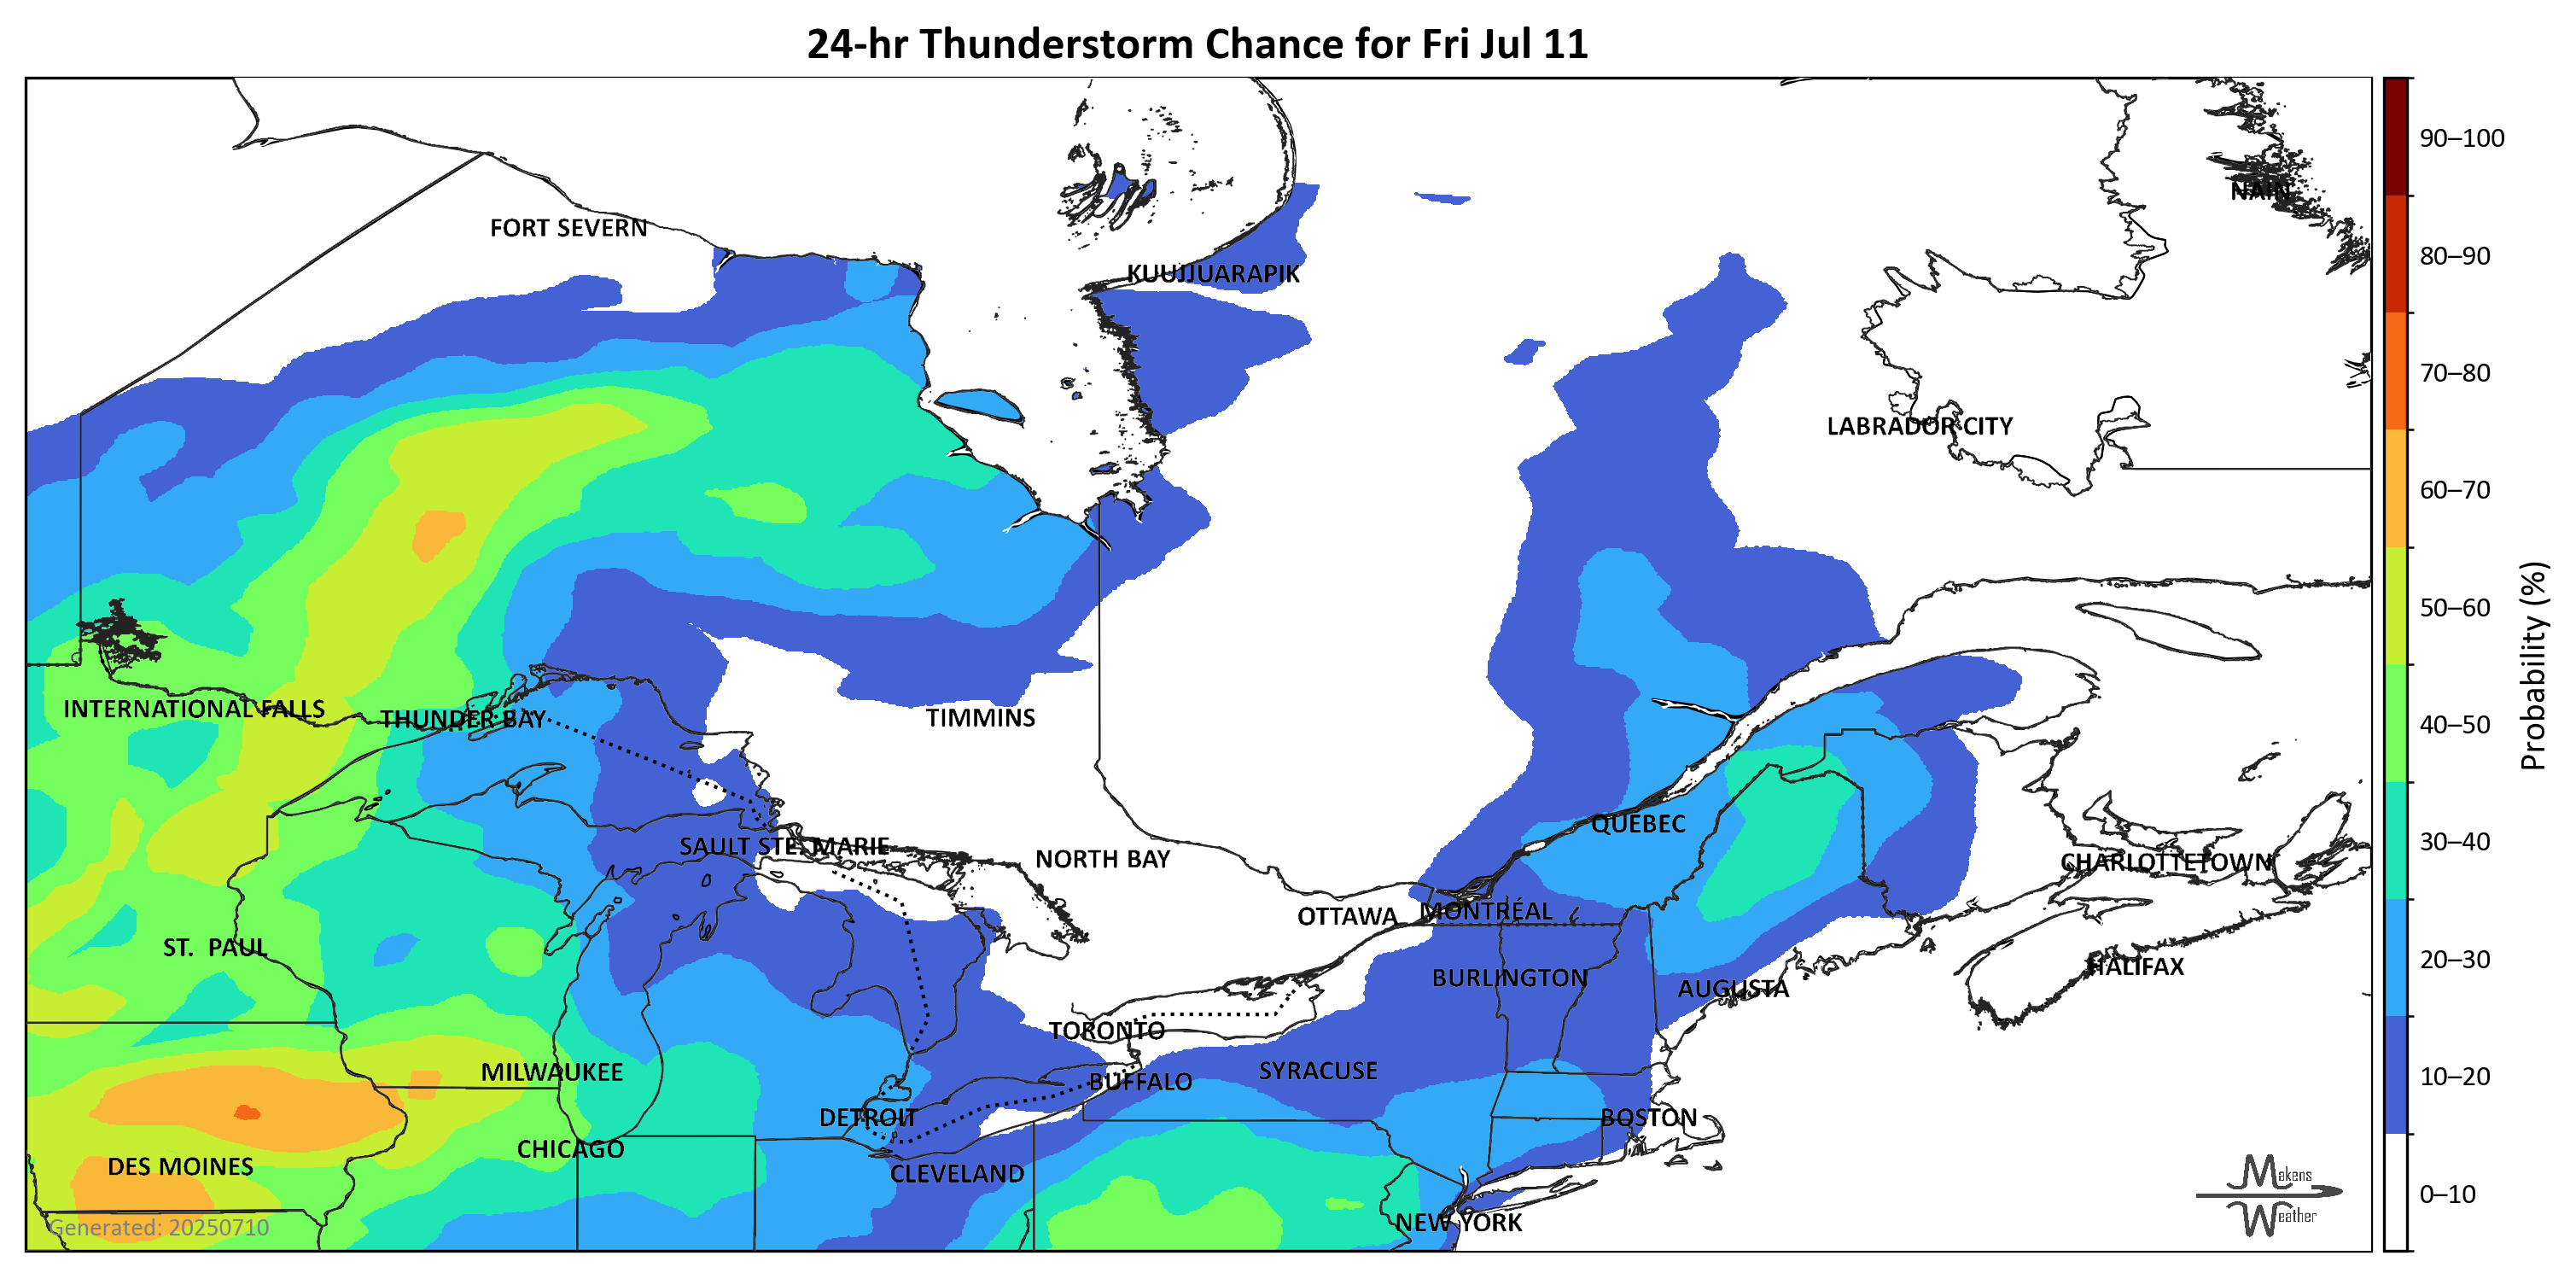 24-hr Thunderstorm Chance for Fri Jul 11
90–100
NAIN
FORT SEVERN
80–90
KUUJJUARAPIK
70–80
LABRADOR CITY
60–70
50–60
Probability (%)
INTERNATIONAL FALLS
THUNDER BAY
TIMMINS
40–50
QUEBEC
30–40
SAULT STE. MARIE
NORTH BAY
CHARLOTTETOWN
OTTAWA
MONTRÉAL
ST. PAUL
20–30
BURLINGTON
HALIFAX
AUGUSTA
TORONTO
MILWAUKEE
SYRACUSE
BUFFALO
10–20
DETROIT
BOSTON
CHICAGO
DES MOINES
CLEVELAND
Makens
Weather
0–10
NEW YORK
Generated: 20250710